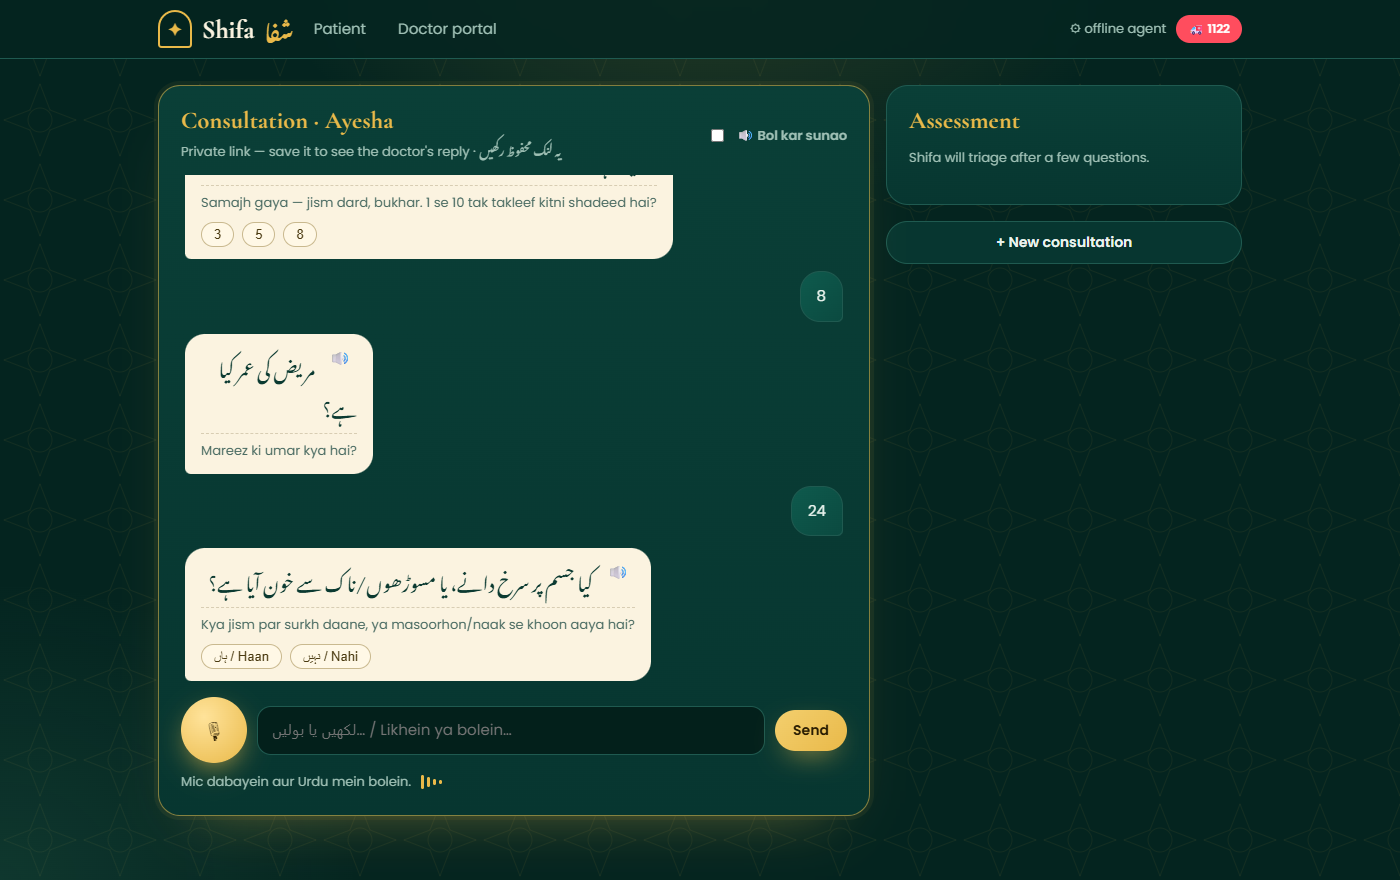 Shifa شفا
Patient
Doctor portal
offline agent
1122
Consultation · Ayesha
Private link — save it to see the doctor's reply · یہ لنک محفوظ رکھیں
Bol kar sunao
Samajh gaya — jism dard, bukhar. 1 se 10 tak takleef kitni shadeed hai?
3
5
8
8
مریض کی عمر کیا
ہے؟
Mareez ki umar kya hai?
24
کیا جسم پر سرخ دانے، یا مسوڑھوں/ناک سے خون آیا ہے؟
Kya jism par surkh daane, ya masoorhon/naak se khoon aaya hai?
ہاں / Haan
نہیں / Nahi
لکھیں یا بولیں… / Likhein ya bolein…
Send
Mic dabayein aur Urdu mein bolein.
Assessment
Shifa will triage after a few questions.
+ New consultation